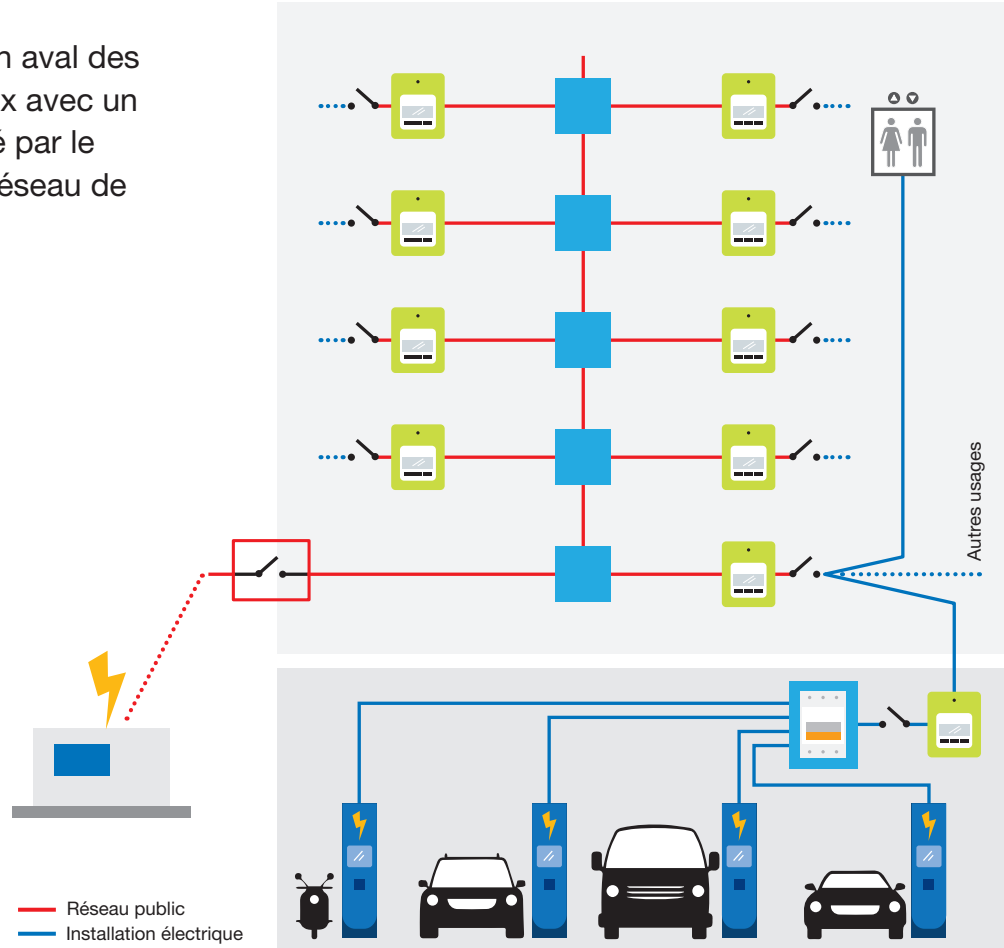 n aval des
x avec un
é par le
éseau de
Autres usages
Réseau public
Installation électrique